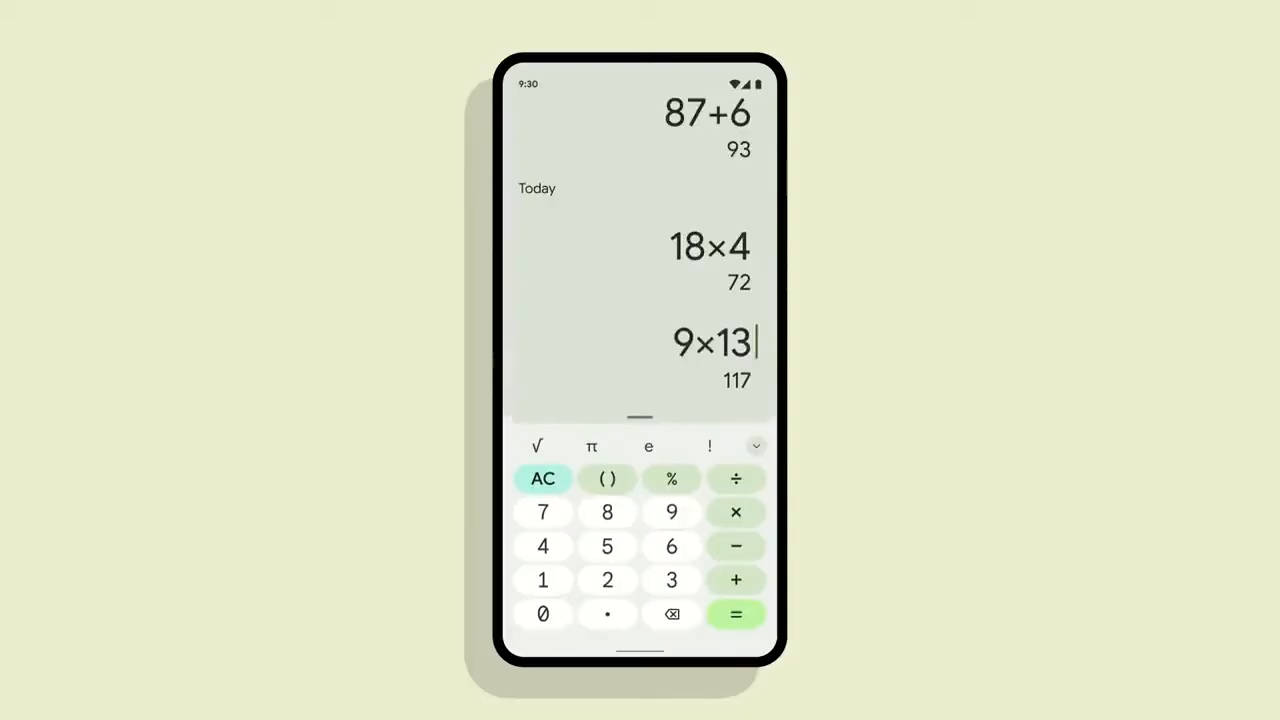 9:30
87+6
93
Today
18×4
72
9×13
117
√ π e !
AC ( ) % ÷
7 8 9 ×
4 5 6 −
1 2 3 +
0 . =